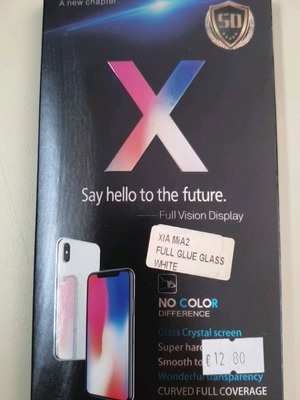 A new chapter.
5D
X
Say hello to the future.
Full Vision Display
XIA MiA2
FULL GLUE GLASS
WHITE
NO COLOR
DIFFERENCE
Glass Crystal screen
Super hard
Smooth to
£12.80
Wonderful transparency
CURVED FULL COVERAGE